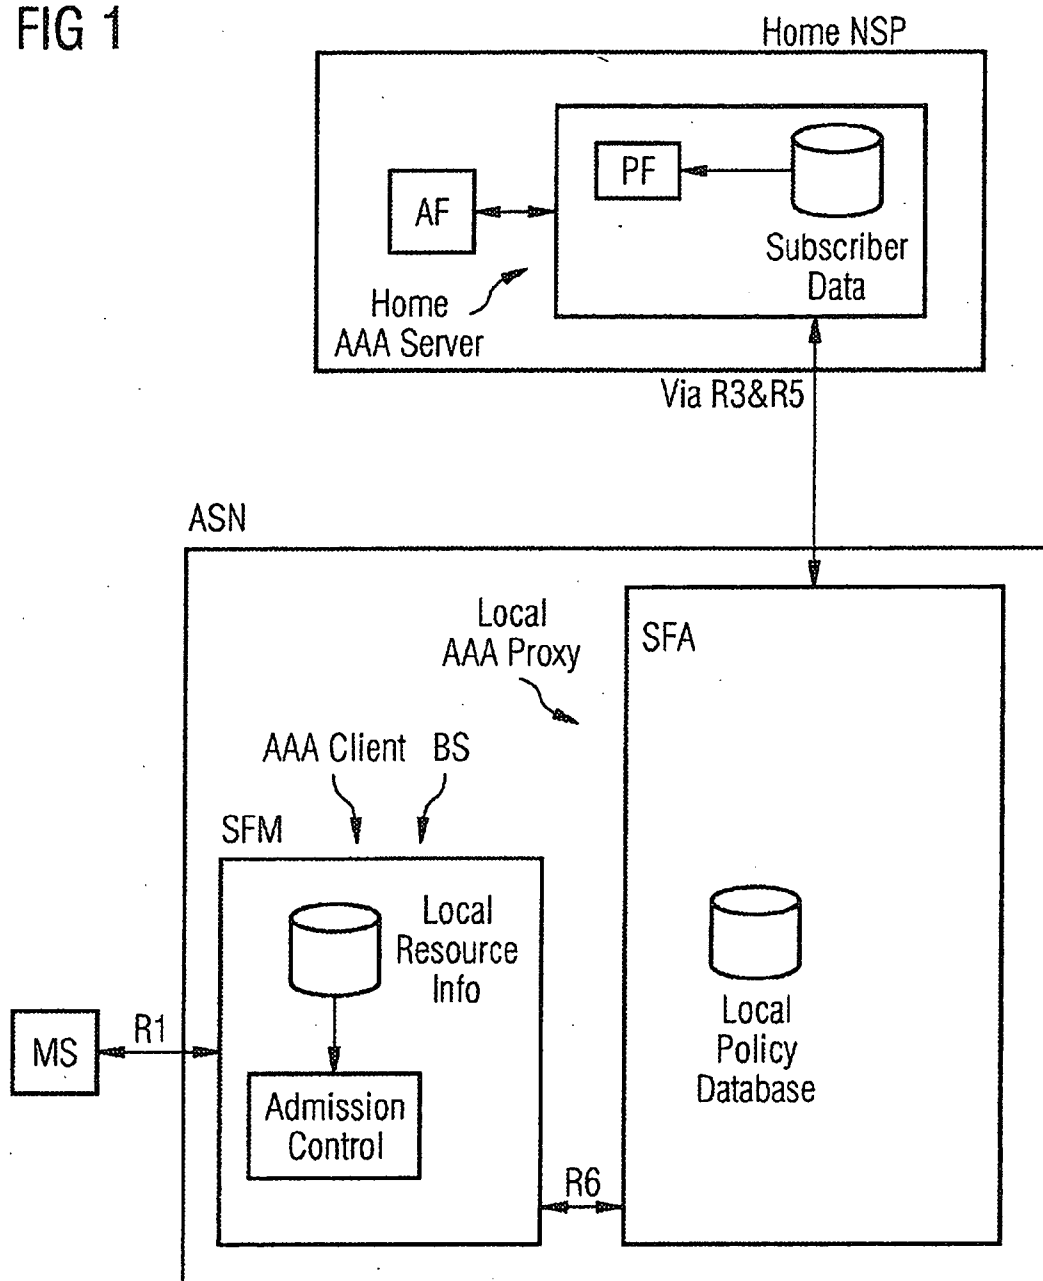 FIG 1
Home NSP
PF
AF
Subscriber
Data
Home
AAA Server
Via R3&R5
ASN
Local
AAA Proxy
SFA
AAA Client
BS
SFM
Local
Resource
Info
MS
R1
Admission
Control
Local
Policy
Database
R6